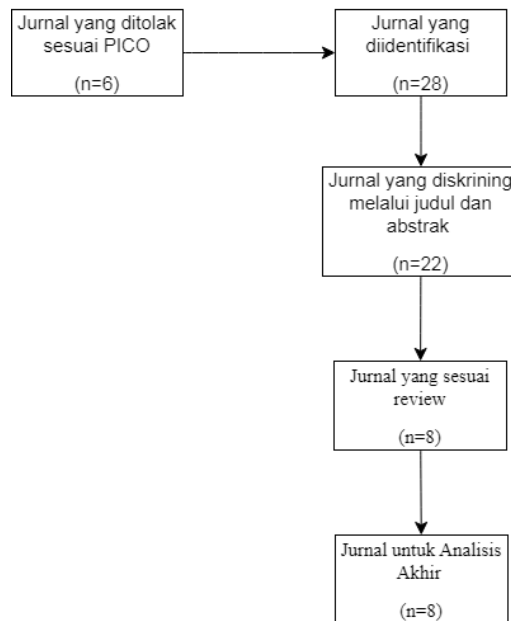 Jurnal yang ditolak
sesuai PICO
(n=6)
Jurnal yang
diidentifikasi
(n=28)
Jurnal yang diskrining
melalui judul dan
abstrak
(n=22)
Jurnal yang sesuai
review
(n=8)
Jurnal untuk Analisis
Akhir
(n=8)